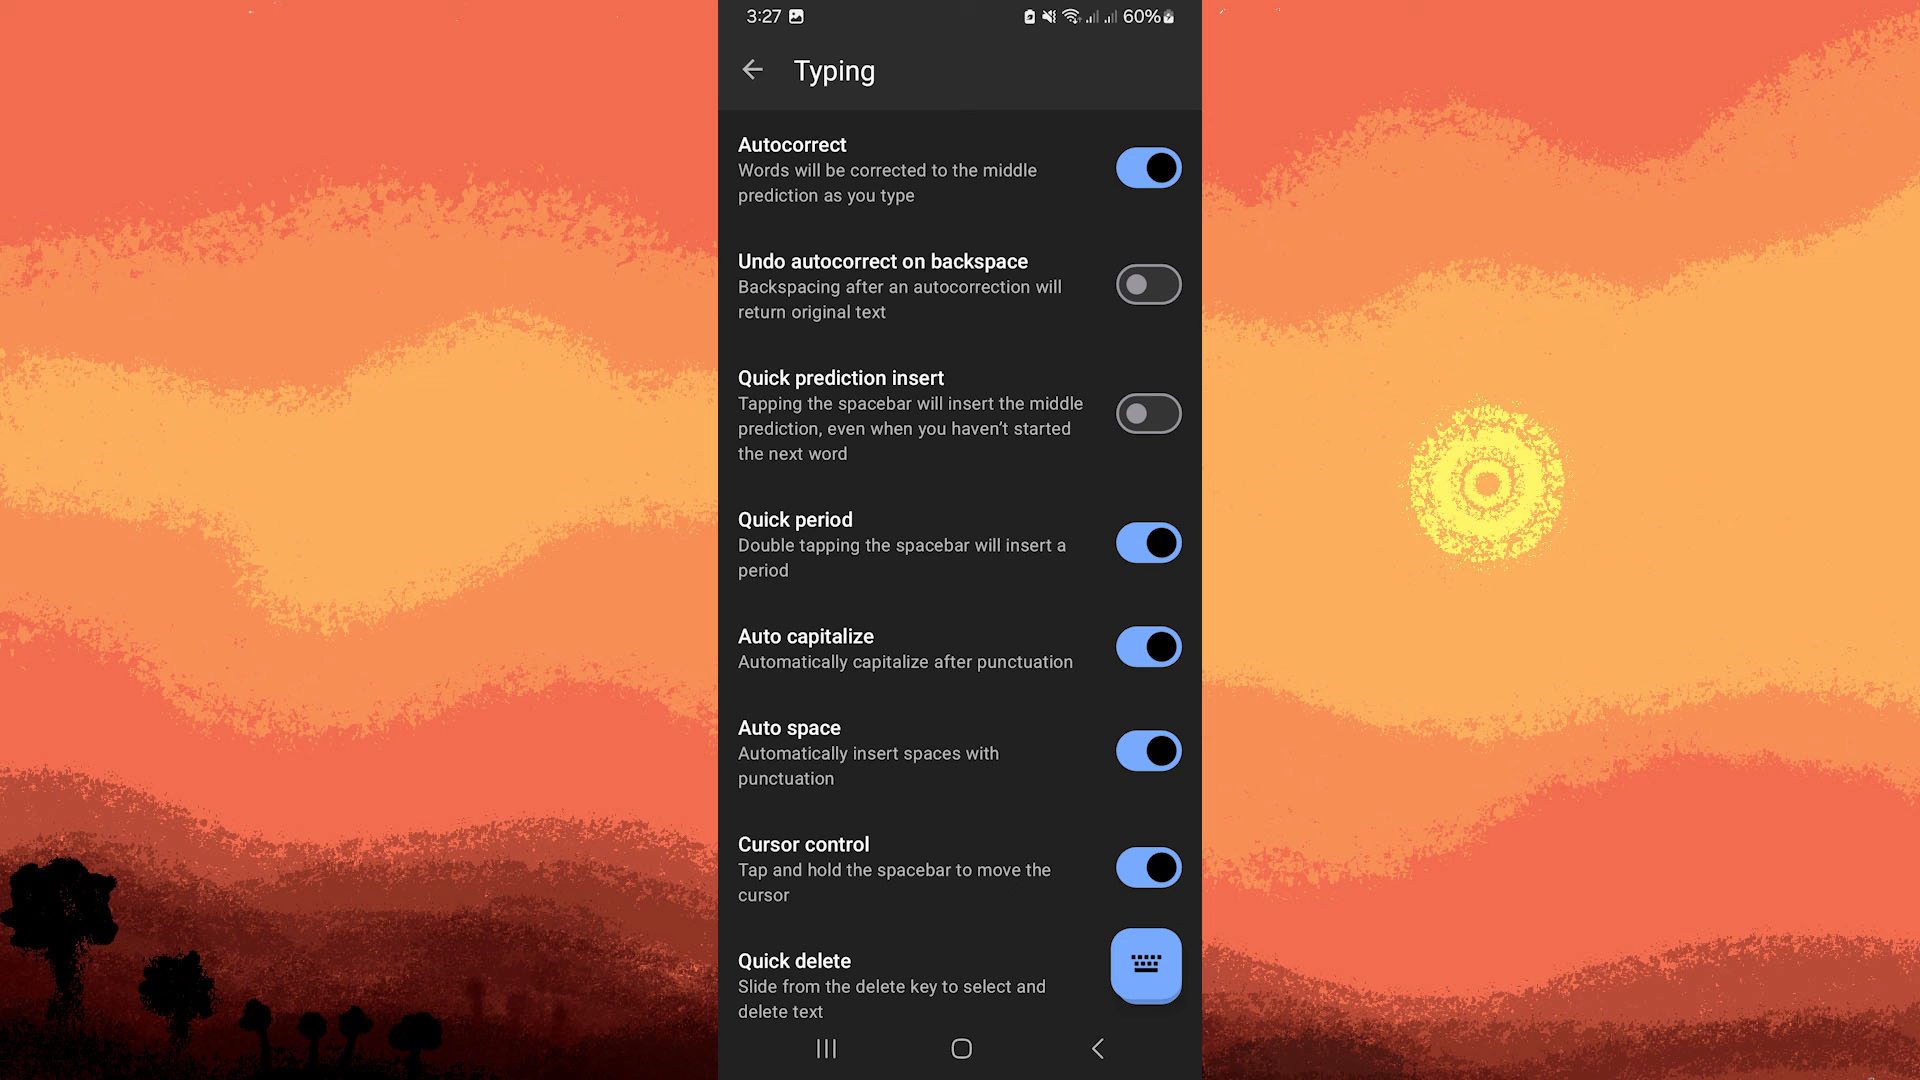 3:27
60%
Typing
Autocorrect
Words will be corrected to the middle
prediction as you type
Undo autocorrect on backspace
Backspacing after an autocorrection will
return original text
Quick prediction insert
Tapping the spacebar will insert the middle
prediction, even when you haven’t started
the next word
Quick period
Double tapping the spacebar will insert a
period
Auto capitalize
Automatically capitalize after punctuation
Auto space
Automatically insert spaces with
punctuation
Cursor control
Tap and hold the spacebar to move the
cursor
Quick delete
Slide from the delete key to select and
delete text